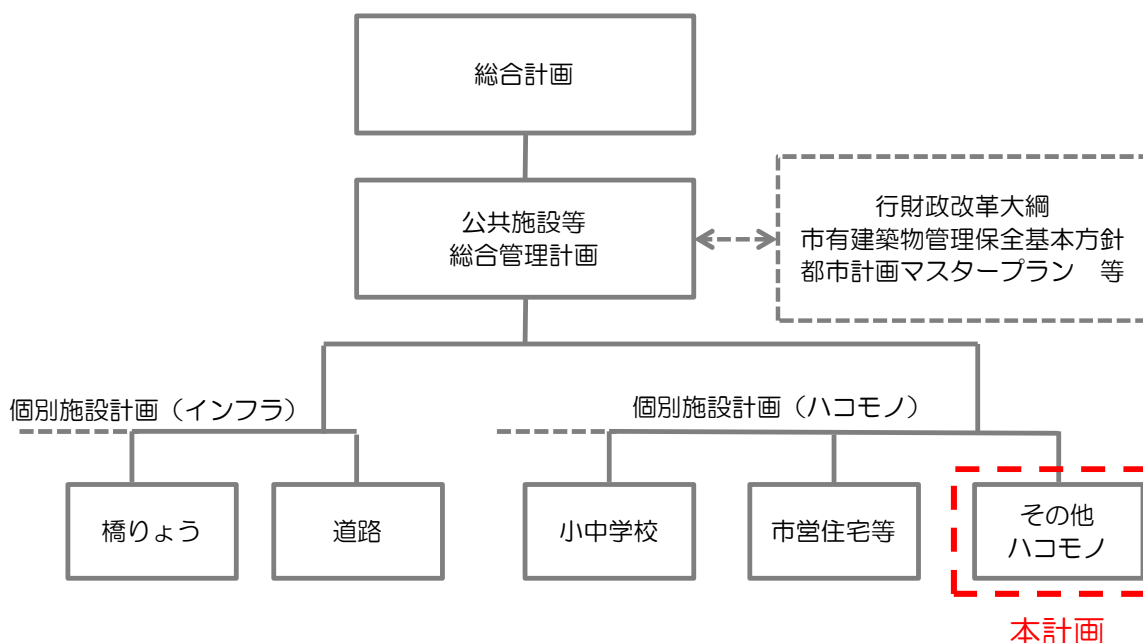 総合計画
公共施設等
総合管理計画
行財政改革大綱
市有建築物管理保全基本方針
都市計画マスタープラン　等
個別施設計画（インフラ）
個別施設計画（ハコモノ）
橋りょう
道路
小中学校
市営住宅等
その他
ハコモノ
本計画